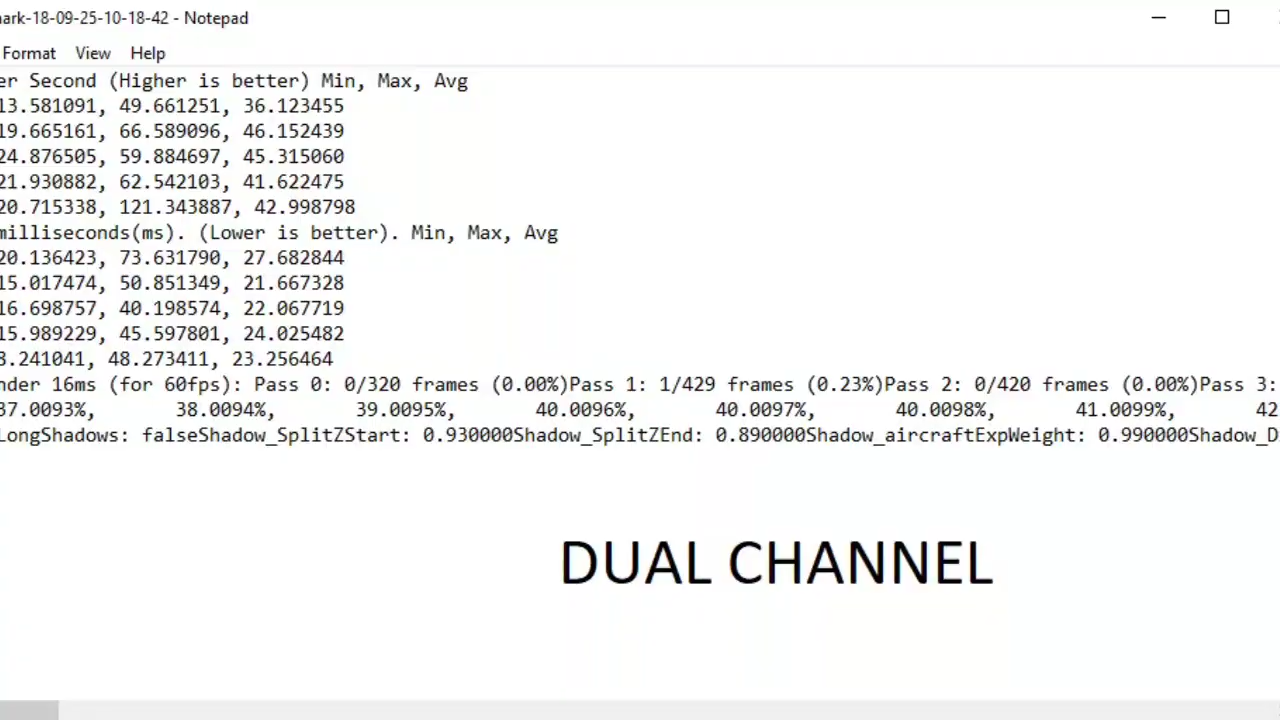 ark-18-09-25-10-18-42 - Notepad
Format View Help
er Second (Higher is better) Min, Max, Avg
13.581091, 49.661251, 36.123455
19.665161, 66.589096, 46.152439
24.876505, 59.884697, 45.315060
21.930882, 62.542103, 41.622475
20.715338, 121.343887, 42.998798
milliseconds(ms). (Lower is better). Min, Max, Avg
20.136423, 73.631790, 27.682844
15.017474, 50.851349, 21.667328
16.698757, 40.198574, 22.067719
15.989229, 45.597801, 24.025482
8.241041, 48.273411, 23.256464
nder 16ms (for 60fps): Pass 0: 0/320 frames (0.00%)Pass 1: 1/429 frames (0.23%)Pass 2: 0/420 frames (0.00%)Pass 3:
37.0093%, 38.0094%, 39.0095%, 40.0096%, 40.0097%, 40.0098%, 41.0099%, 42
LongShadows: falseShadow_SplitZStart: 0.930000Shadow_SplitZEnd: 0.890000Shadow_aircraftExpWeight: 0.990000Shadow_D
DUAL CHANNEL